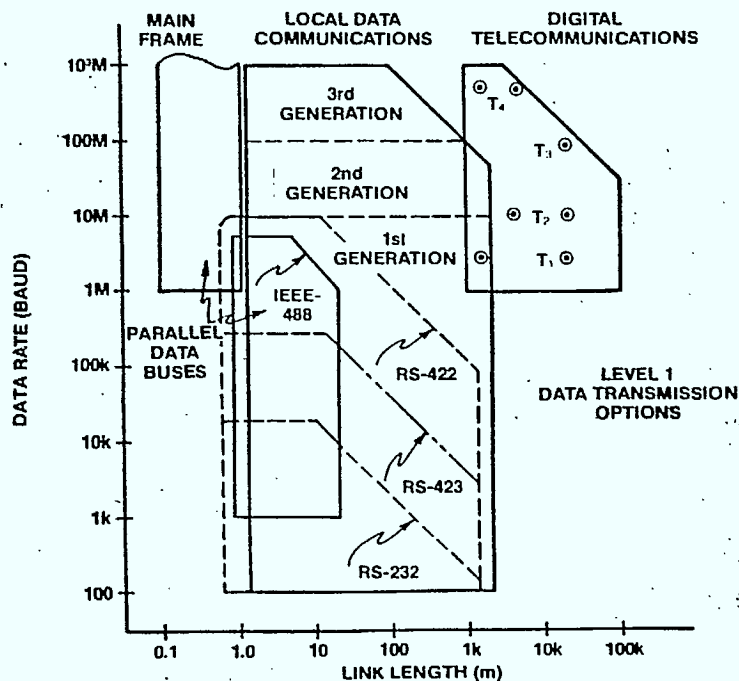 MAIN
FRAME
LOCAL DATA
COMMUNICATIONS
DIGITAL
TELECOMMUNICATIONS
10³M
100M
10M
1M
100k
10k
1k
100
DATA RATE (BAUD)
3rd
GENERATION
2nd
GENERATION
1st
GENERATION
IEEE-
488
PARALLEL
DATA
BUSES
RS-422
RS-423
RS-232
T₄
T₃
T₂
T₁
LEVEL 1
DATA TRANSMISSION
OPTIONS
0.1
1.0
10
100
1k
10k
100k
LINK LENGTH (m)